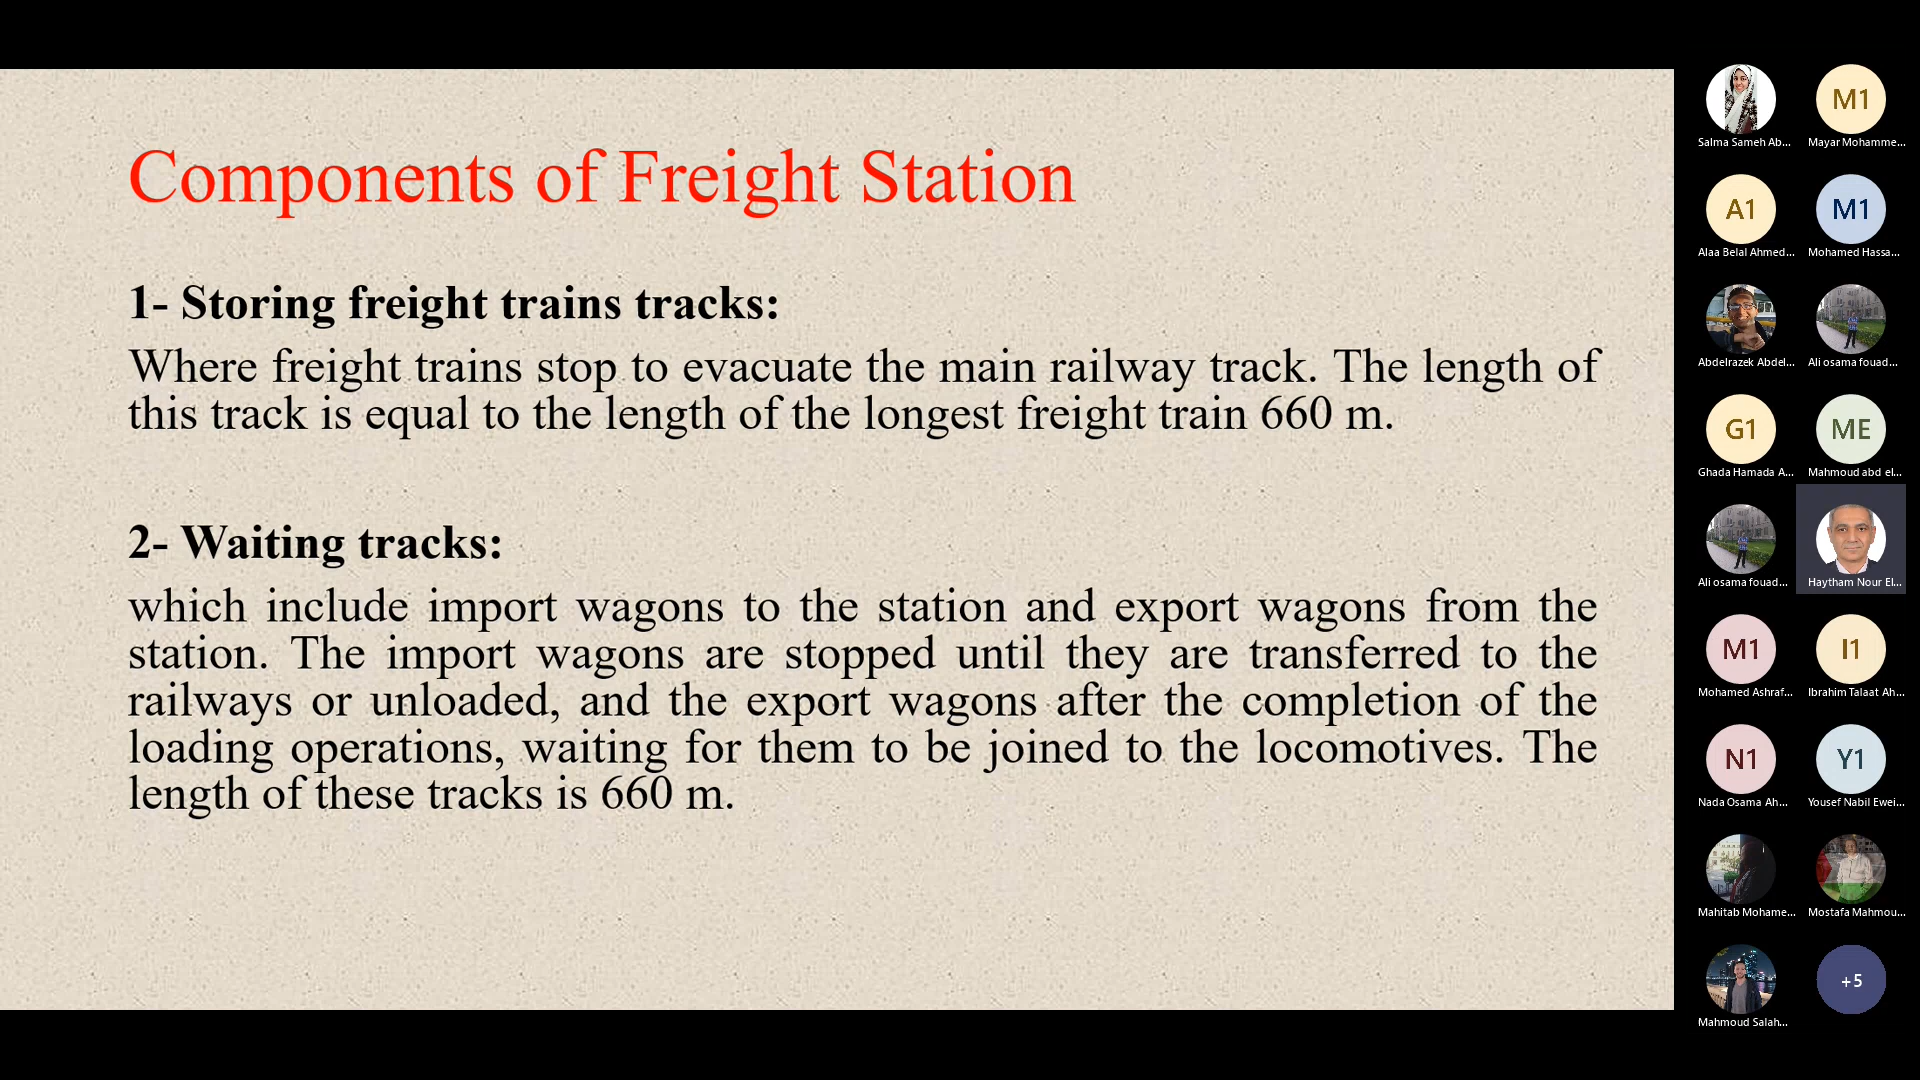 Components of Freight Station
1- Storing freight trains tracks:
Where freight trains stop to evacuate the main railway track. The length of
this track is equal to the length of the longest freight train 660 m.
2- Waiting tracks:
which include import wagons to the station and export wagons from the
station. The import wagons are stopped until they are transferred to the
railways or unloaded, and the export wagons after the completion of the
loading operations, waiting for them to be joined to the locomotives. The
length of these tracks is 660 m.
M1
Salma Sameh Ab...
Mayar Mohamme...
A1
M1
Alaa Belal Ahmed...
Mohamed Hassa...
Abdelrazek Abdel...
Ali osama fouad...
G1
ME
Ghada Hamada A...
Mahmoud abd el...
Ali osama fouad...
Haytham Nour El...
M1
I1
Mohamed Ashraf...
Ibrahim Talaat Ah...
N1
Y1
Nada Osama Ah...
Yousef Nabil Ewei...
Mahitab Mohame...
Mostafa Mahmou...
+5
Mahmoud Salah...